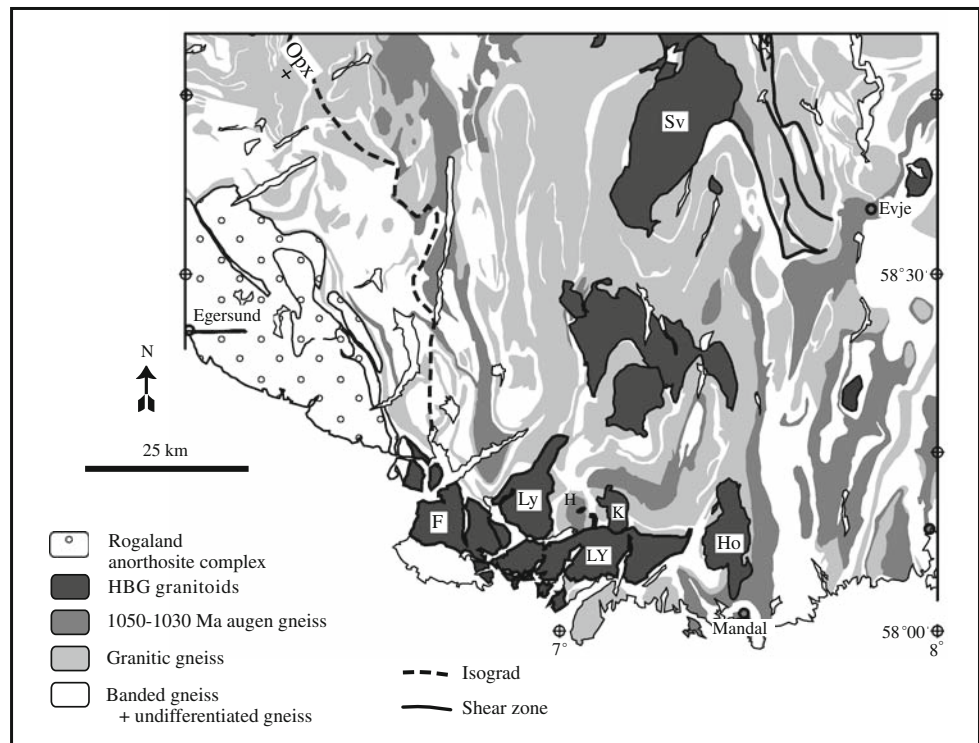 Opx
+
Sv
Evje
58°30'
Egersund
N
25 km
Ly
H
K
F
LY
Ho
Mandal
58°00'
7°
8°
Rogaland
anorthosite complex
HBG granitoids
1050-1030 Ma augen gneiss
Granitic gneiss
Banded gneiss
+ undifferentiated gneiss
Isograd
Shear zone